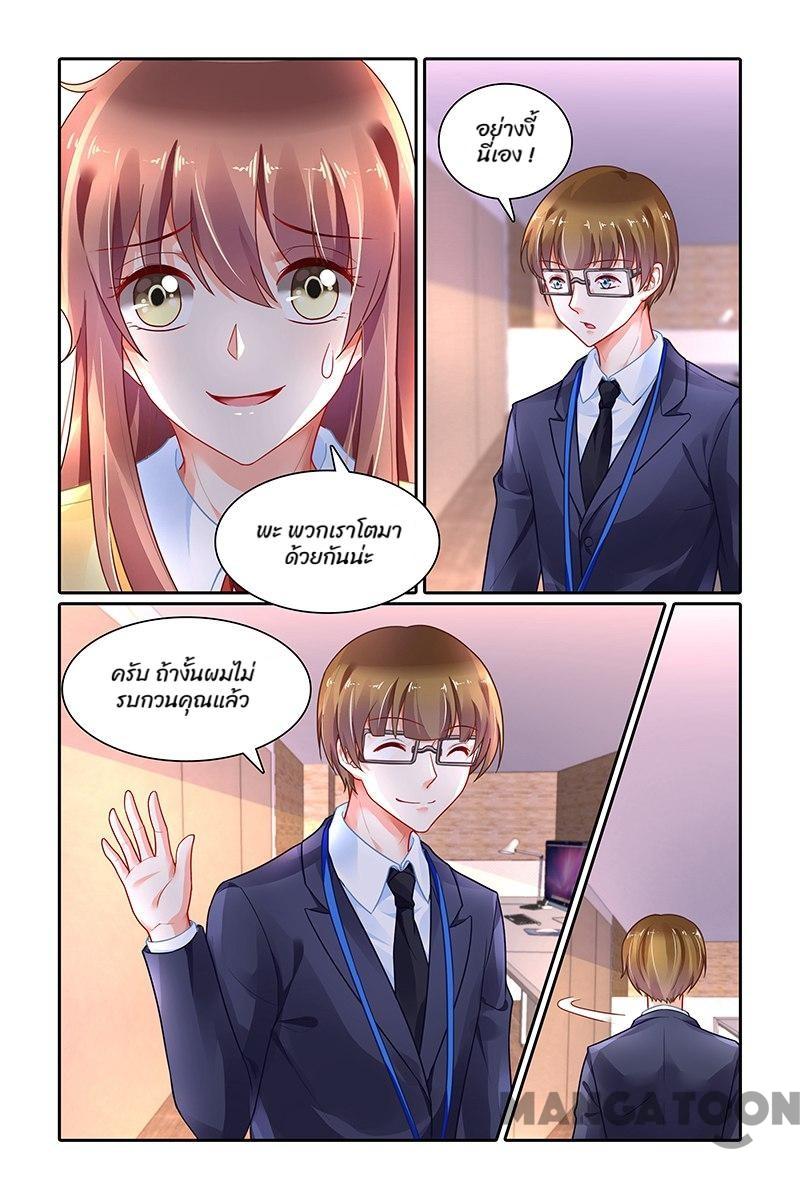 พะ พวกเราโตมา
ด้วยกันน่ะ
อย่างงี้
นี่เอง !
ครับ ถ้างั้นผมไม่
รบกวนคุณแล้ว
MANGATOON